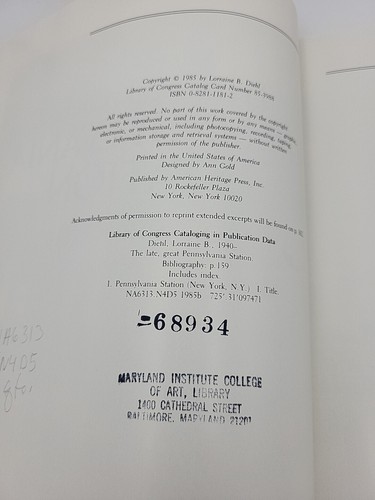 Copyright © 1985 by Lorraine B. Diehl
Library of Congress Catalog Card Number
ISBN 0-8281-1181-2
All rights reserved. No part of this work covered by the copyright
hereon may be reproduced or used in any form or by any means — graphic,
electronic, or mechanical, including photocopying, recording, taping,
or information storage and retrieval systems — without written
permission of the publisher
Printed in the United States of America
Designed by Ann Gold
Published by American Heritage Press, Inc.
10 Rockefeller Plaza
New York, New York 10020
Acknowledgments of permission to reprint extended excerpts will be found on p.
Library of Congress Cataloging in Publication Data
Diehl, Lorraine B., 1940–
The late, great Pennsylvania Station.
Bibliography: p.159
Includes index.
1. Pennsylvania Station (New York, N.Y.) I. Title.
NA6313.N4D5 1985b 725'.31'097471
68934
MARYLAND INSTITUTE COLLEGE
OF ART, LIBRARY
1400 CATHEDRAL STREET
BALTIMORE, MARYLAND 21201
NA6313
N4D5